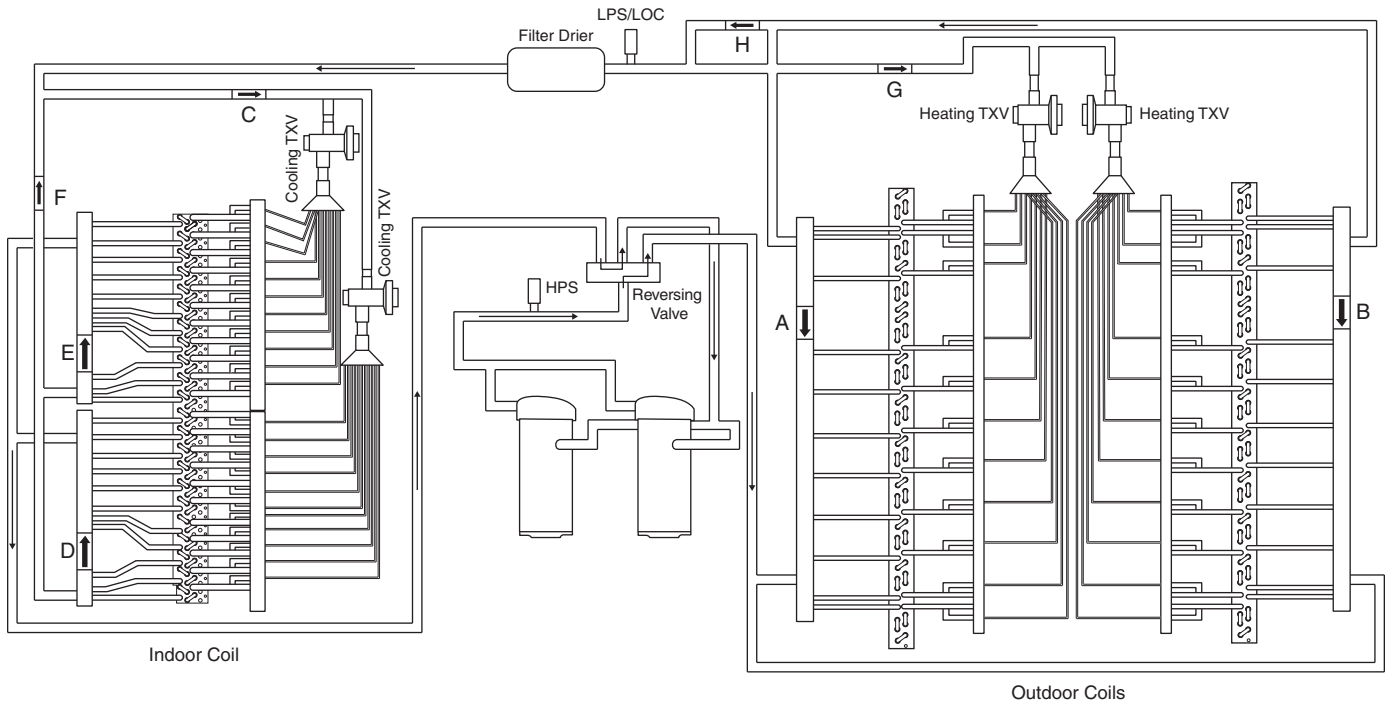 LPS/LOC
Filter Drier
H
G
C
Heating TXV
Heating TXV
Cooling TXV
Cooling TXV
F
HPS
Reversing
Valve
A
B
E
D
Indoor Coil
Outdoor Coils